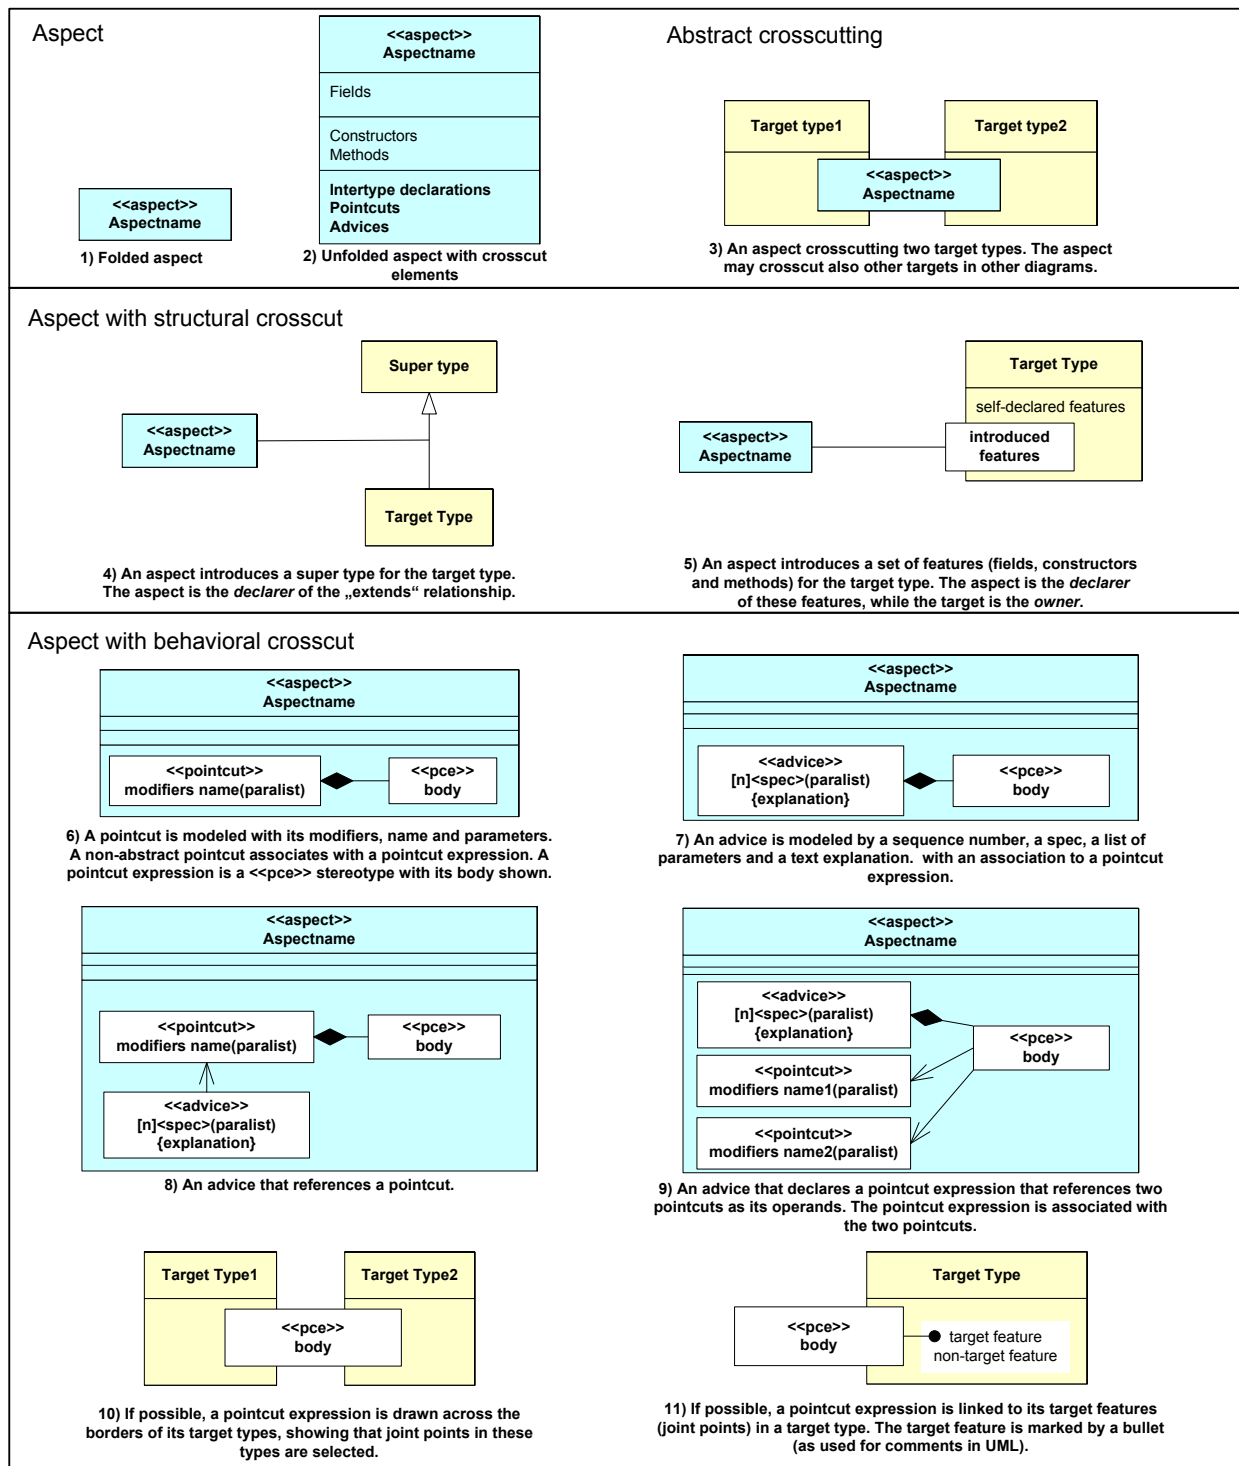 Aspect
<<aspect>>
Aspectname
Fields
Constructors
Methods
Intertype declarations
Pointcuts
Advices
<<aspect>>
Aspectname
1) Folded aspect
2) Unfolded aspect with crosscut
elements
Abstract crosscutting
Target type1
Target type2
<<aspect>>
Aspectname
3) An aspect crosscutting two target types. The aspect
may crosscut also other targets in other diagrams.
Aspect with structural crosscut
Super type
<<aspect>>
Aspectname
Target Type
4) An aspect introduces a super type for the target type.
The aspect is the declarer of the „extends“ relationship.
Target Type
self-declared features
<<aspect>>
Aspectname
introduced
features
5) An aspect introduces a set of features (fields, constructors
and methods) for the target type. The aspect is the declarer
of these features, while the target is the owner.
Aspect with behavioral crosscut
<<aspect>>
Aspectname
<<pointcut>>
modifiers name(paralist)
<<pce>>
body
6) A pointcut is modeled with its modifiers, name and parameters.
A non-abstract pointcut associates with a pointcut expression. A
pointcut expression is a <<pce>> stereotype with its body shown.
<<aspect>>
Aspectname
<<advice>>
[n]<spec>(paralist)
{explanation}
<<pce>>
body
7) An advice is modeled by a sequence number, a spec, a list of
parameters and a text explanation.  with an association to a pointcut
expression.
<<aspect>>
Aspectname
<<pointcut>>
modifiers name(paralist)
<<pce>>
body
<<advice>>
[n]<spec>(paralist)
{explanation}
8) An advice that references a pointcut.
<<aspect>>
Aspectname
<<advice>>
[n]<spec>(paralist)
{explanation}
<<pce>>
body
<<pointcut>>
modifiers name1(paralist)
<<pointcut>>
modifiers name2(paralist)
9) An advice that declares a pointcut expression that references two
pointcuts as its operands. The pointcut expression is associated with
the two pointcuts.
Target Type1
Target Type2
<<pce>>
body
10) If possible, a pointcut expression is drawn across the
borders of its target types, showing that joint points in these
types are selected.
Target Type
<<pce>>
body
target feature
non-target feature
11) If possible, a pointcut expression is linked to its target features
(joint points) in a target type. The target feature is marked by a bullet
(as used for comments in UML).